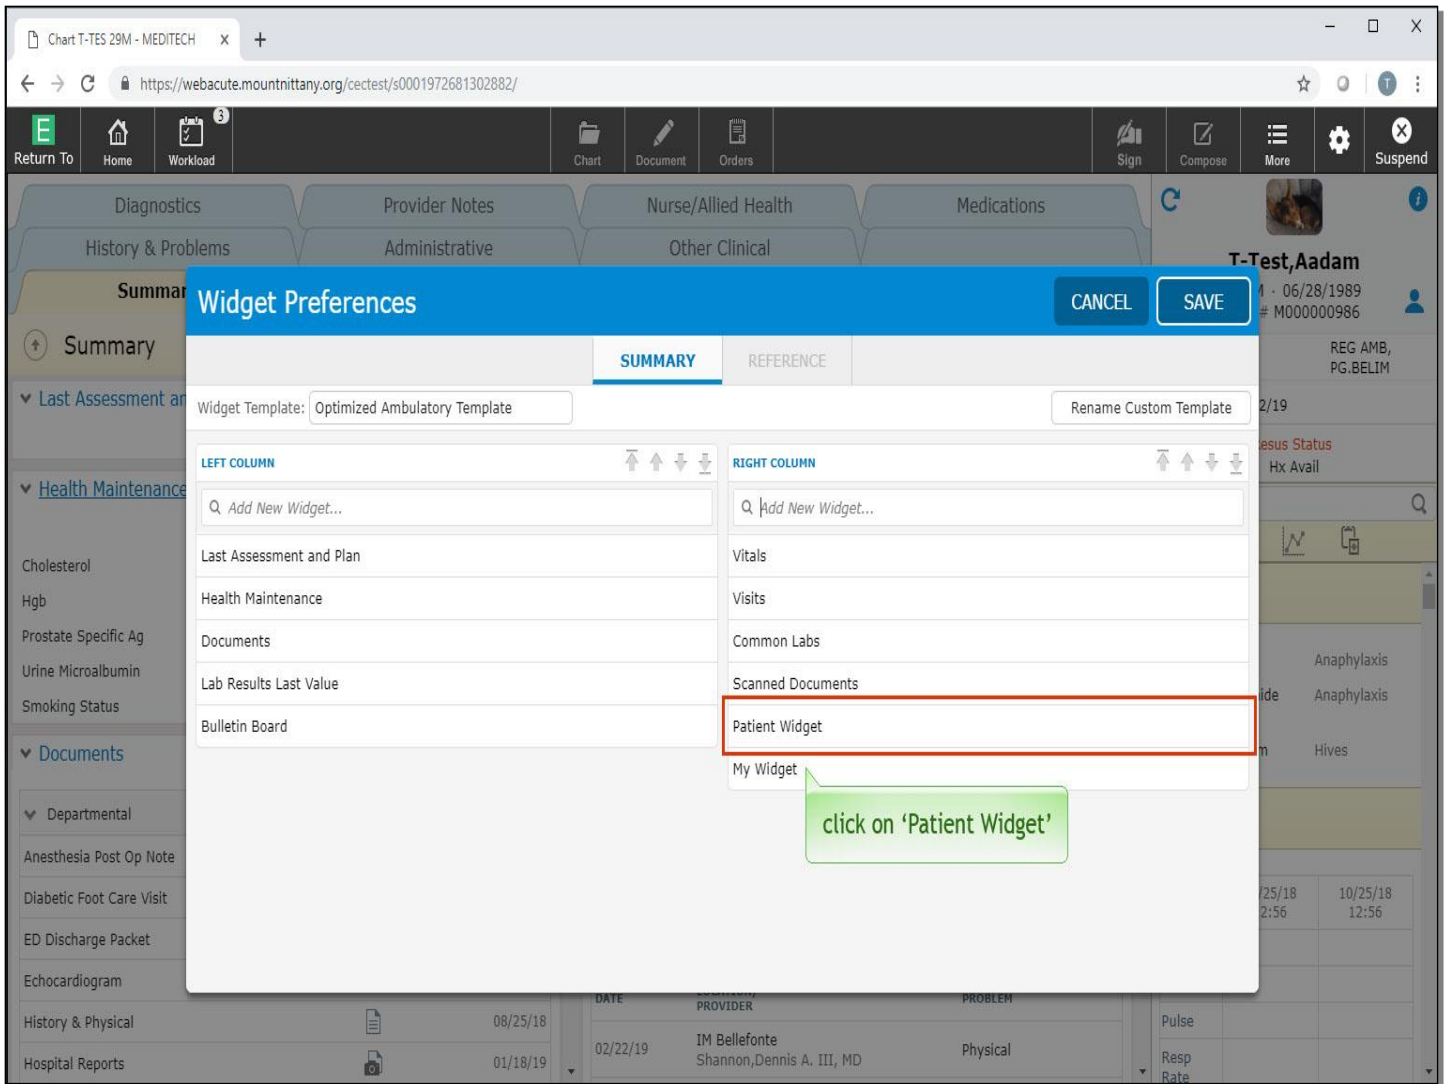 Chart T-TES 29M - MEDITECH
https://webacute.mountnittany.org/cectest/s0001972681302882/
E
3
T
Return To
Home
Workload
Chart
Document
Orders
Sign
Compose
More
Suspend
Diagnostics
Provider Notes
Nurse/Allied Health
Medications
History & Problems
Administrative
Other Clinical
T-Test,Aadam
06/28/1989
# M000000986
REG AMB,
PG.BELIM
Summar
Summary
Widget Preferences
CANCEL
SAVE
SUMMARY
REFERENCE
Last Assessment an
Widget Template:
Optimized Ambulatory Template
Rename Custom Template
2/19
esus Status
Hx Avail
LEFT COLUMN
RIGHT COLUMN
Health Maintenance
Add New Widget...
Add New Widget...
Last Assessment and Plan
Vitals
Cholesterol
Health Maintenance
Visits
Hgb
Prostate Specific Ag
Documents
Common Labs
Urine Microalbumin
Anaphylaxis
Lab Results Last Value
Scanned Documents
Smoking Status
ide
Anaphylaxis
Bulletin Board
Patient Widget
Documents
m
Hives
My Widget
Departmental
click on ‘Patient Widget’
Anesthesia Post Op Note
Diabetic Foot Care Visit
/25/18
2:56
10/25/18
12:56
ED Discharge Packet
Echocardiogram
DATE
PROVIDER
PROBLEM
History & Physical
08/25/18
Pulse
02/22/19
IM Bellefonte
Shannon,Dennis A. III, MD
Physical
Hospital Reports
01/18/19
Resp
Rate